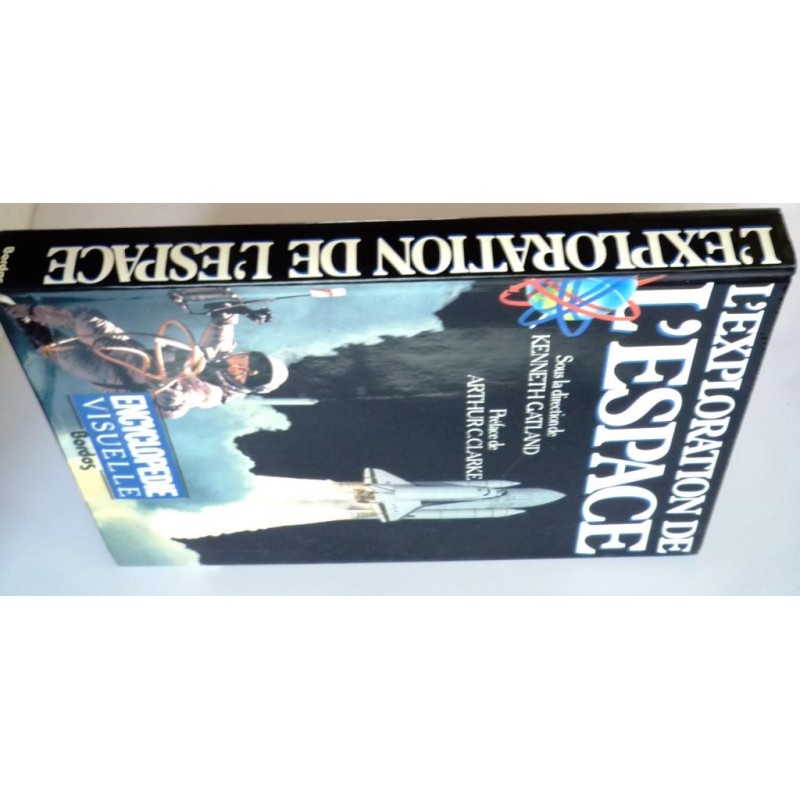 L'EXPLORATION DE L'ESPACE
Bordas
L'EXPLORATION DE
L'ESPACE
Sous la direction de
KENNETH GATLAND
Préface de
ARTHUR C. CLARKE
ENCYCLOPÉDIE
VISUELLE
Bordas